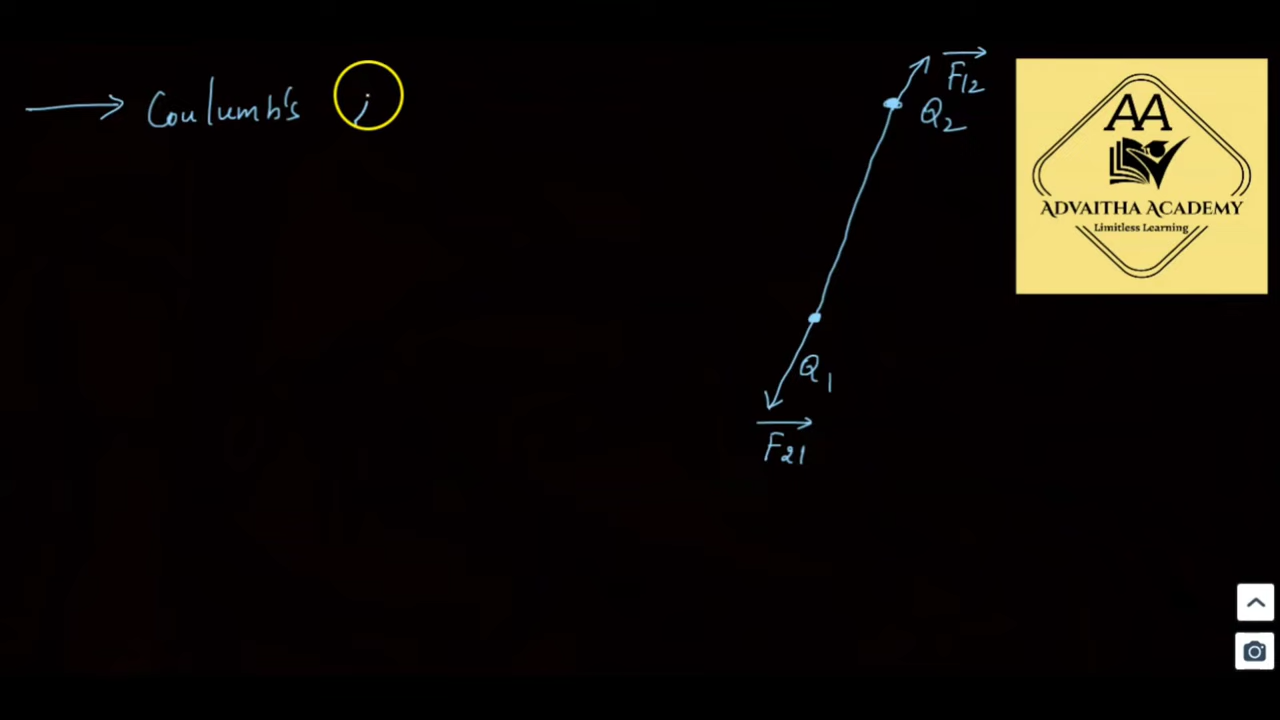 Coulumb's
F12
Q2
Q1
F21
AA
ADVAITHA ACADEMY
Limitless Learning